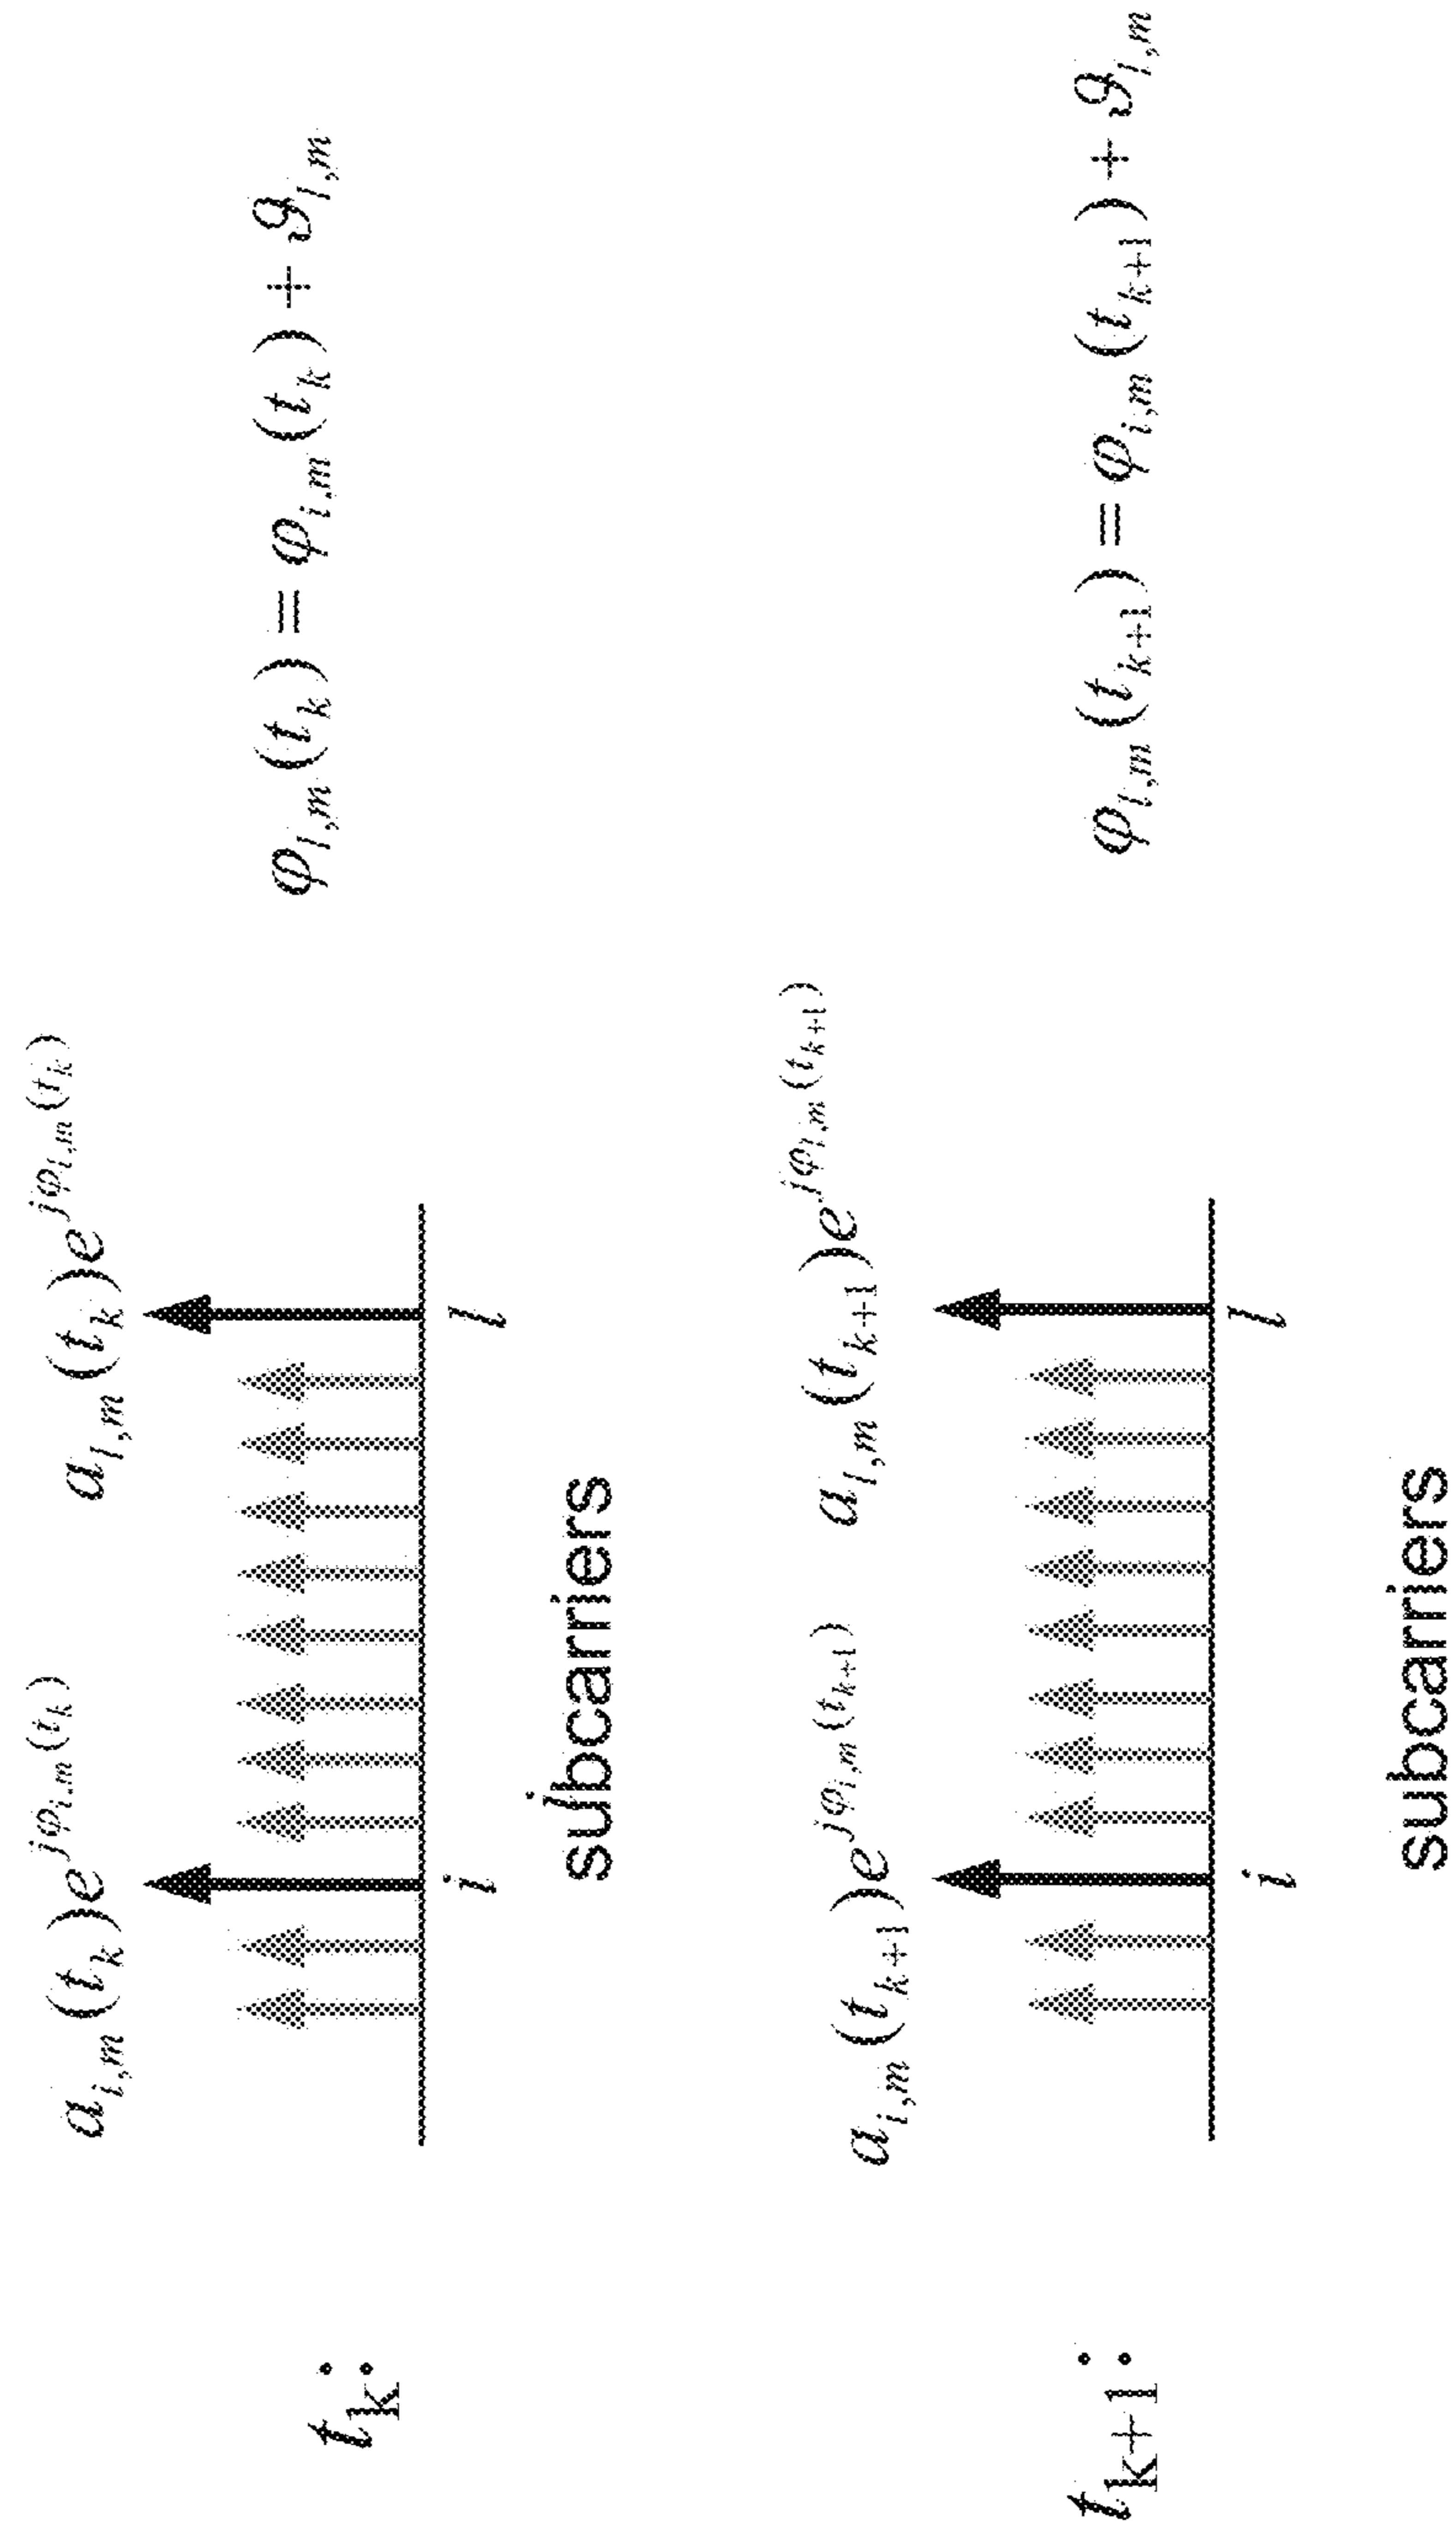 a_{i,m}(t_k)e^{jφ_{i,m}(t_k)} a_{l,m}(t_k)e^{jφ_{l,m}(t_k)}
t_k: φ_{l,m}(t_k) = φ_{i,m}(t_k) + ϑ_{l,m}
i l
subcarriers
a_{i,m}(t_{k+1})e^{jφ_{i,m}(t_{k+1})} a_{l,m}(t_{k+1})e^{jφ_{l,m}(t_{k+1})}
t_{k+1}: φ_{l,m}(t_{k+1}) = φ_{i,m}(t_{k+1}) + ϑ_{l,m}
i l
subcarriers